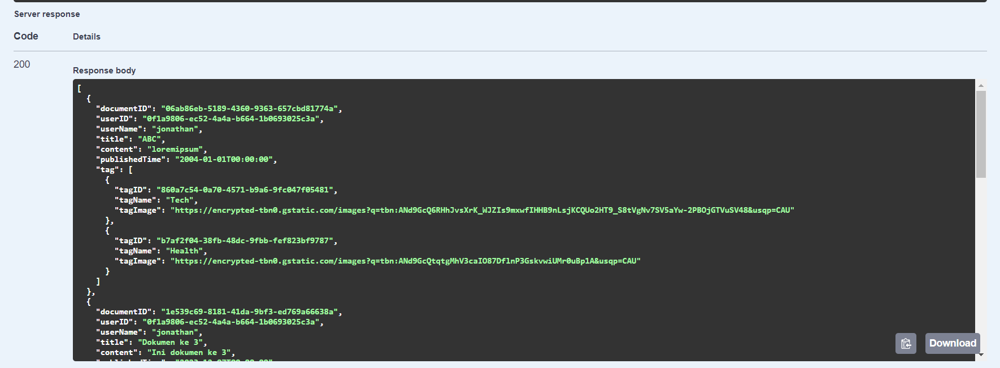 Server response
Code Details
200
Response body
[
  {
    "documentID": "06ab86eb-5189-4360-9363-657cbd81774a",
    "userID": "0f1a9806-ec52-4a4a-b664-1b0693025c3a",
    "userName": "jonathan",
    "title": "ABC",
    "content": "loremipsum",
    "publishedTime": "2004-01-01T00:00:00",
    "tag": [
      {
        "tagID": "860a7c54-0a70-4571-b9a6-9fc047f05481",
        "tagName": "Tech",
        "tagImage": "https://encrypted-tbn0.gstatic.com/images?q=tbn:ANd9GcQ6RHhJvsXrK_WJZIs9mxwfIHHB9nLsjKCQUo2HT9_S8tVgNv7SV5aYw-2PBOjGTVuSV48&usqp=CAU"
      },
      {
        "tagID": "b7af2f04-38fb-48dc-9fbb-fef823bf9787",
        "tagName": "Health",
        "tagImage": "https://encrypted-tbn0.gstatic.com/images?q=tbn:ANd9GcQtqtgMhV3caIO87DflnP3GskvwiUMr0uBp1A&usqp=CAU"
      }
    ]
  },
  {
    "documentID": "1e539c69-8181-41da-9bf3-ed769a66638a",
    "userID": "0f1a9806-ec52-4a4a-b664-1b0693025c3a",
    "userName": "jonathan",
    "title": "Dokumen ke 3",
    "content": "Ini dokumen ke 3",
Download